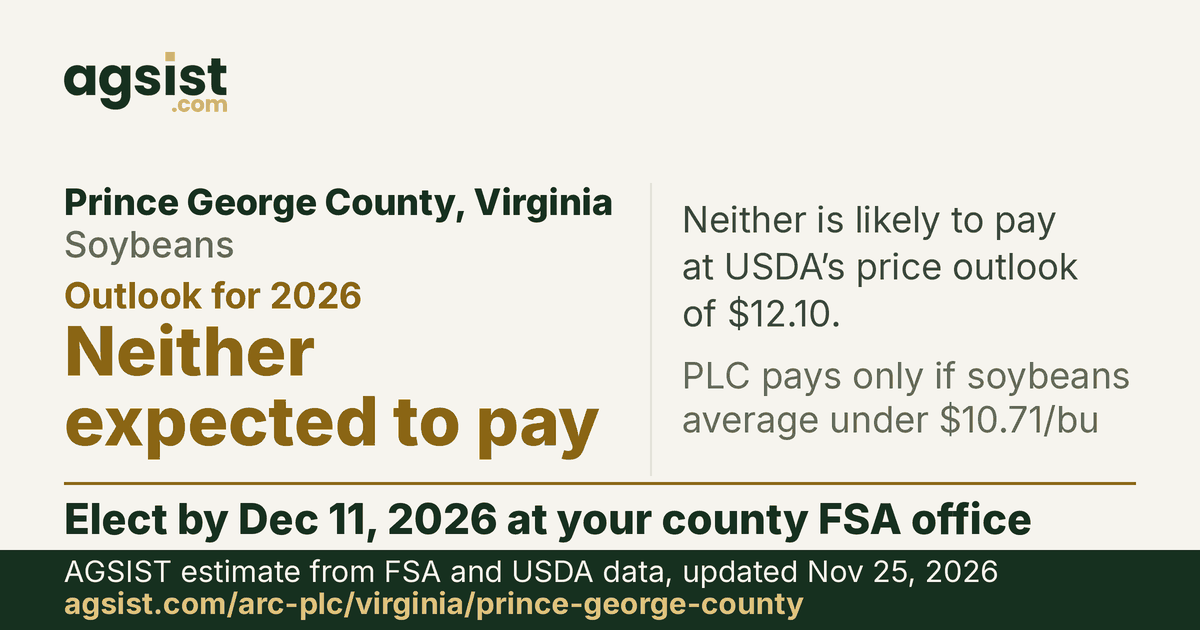 agsist
.com
Prince George County, Virginia
Soybeans
Outlook for 2026
Neither
expected to pay
Neither is likely to pay
at USDA’s price outlook
of $12.10.
PLC pays only if soybeans
average under $10.71/bu
Elect by Dec 11, 2026 at your county FSA office
AGSIST estimate from FSA and USDA data, updated Nov 25, 2026
agsist.com/arc-plc/virginia/prince-george-county